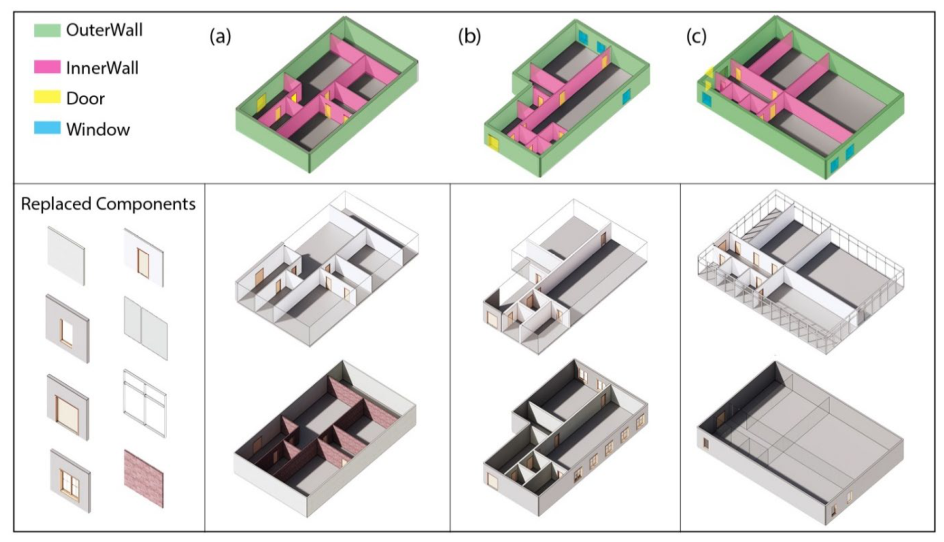 OuterWall
InnerWall
Door
Window
(a)
(b)
(c)
Replaced Components